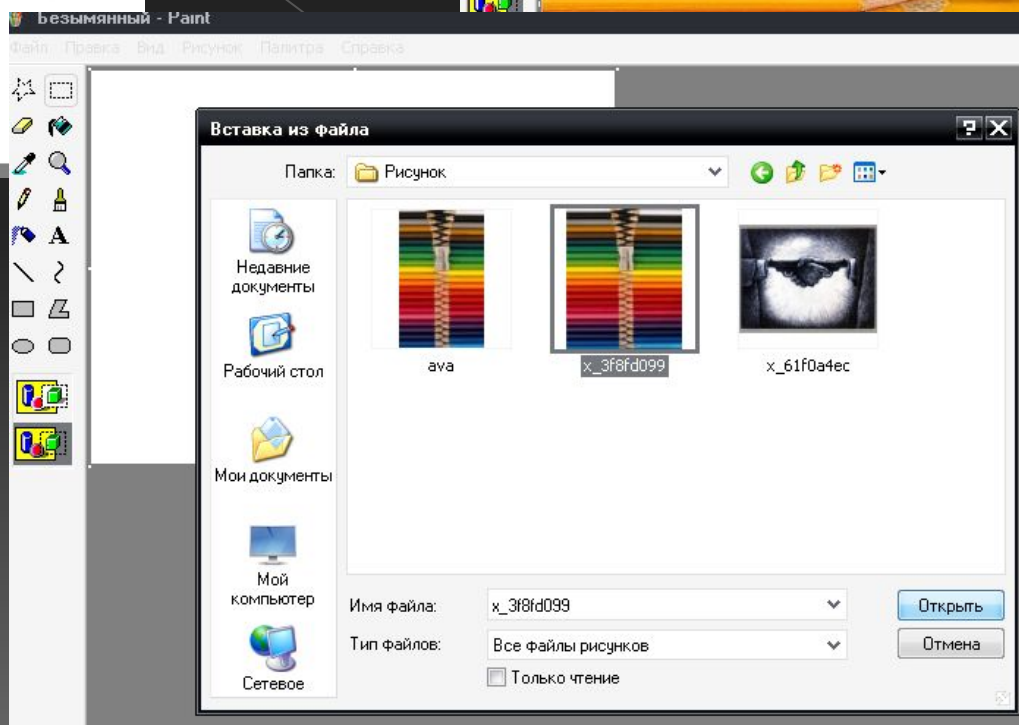 Безымянный - Paint
Файл Правка Вид Рисунок Палитра Справка
A
Вставка из файла
Папка: Рисунок
Недавние
документы
Рабочий стол
Мои документы
Мой
компьютер
Сетевое
ava
x_3f8fd099
x_61f0a4ec
Имя файла: x_3f8fd099
Открыть
Тип файлов: Все файлы рисунков
Отмена
Только чтение